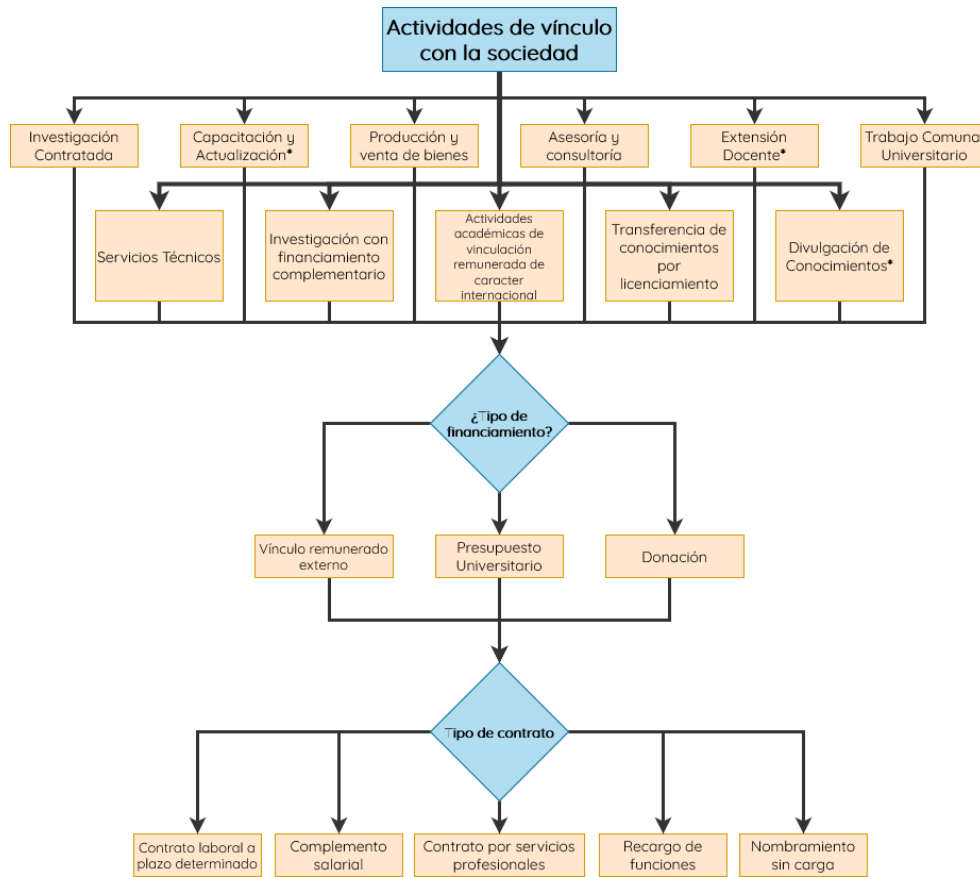 Actividades de vínculo
con la sociedad
Investigación
Contratada
Capacitación y
Actualización*
Producción y
venta de bienes
Asesoría y
consultoría
Extensión
Docente*
Trabajo Comunal
Universitario
Servicios Técnicos
Investigación con
financiamiento
complementario
Actividades
académicas de
vinculación
remunerada de
caracter
internacional
Transferencia de
conocimientos
por
licenciamiento
Divulgación de
Conocimientos*
¿Tipo de
financiamiento?
Vínculo remunerado
externo
Presupuesto
Universitario
Donación
Tipo de contrato
Contrato laboral a
plazo determinado
Complemento
salarial
Contrato por servicios
profesionales
Recargo de
funciones
Nombramiento
sin carga